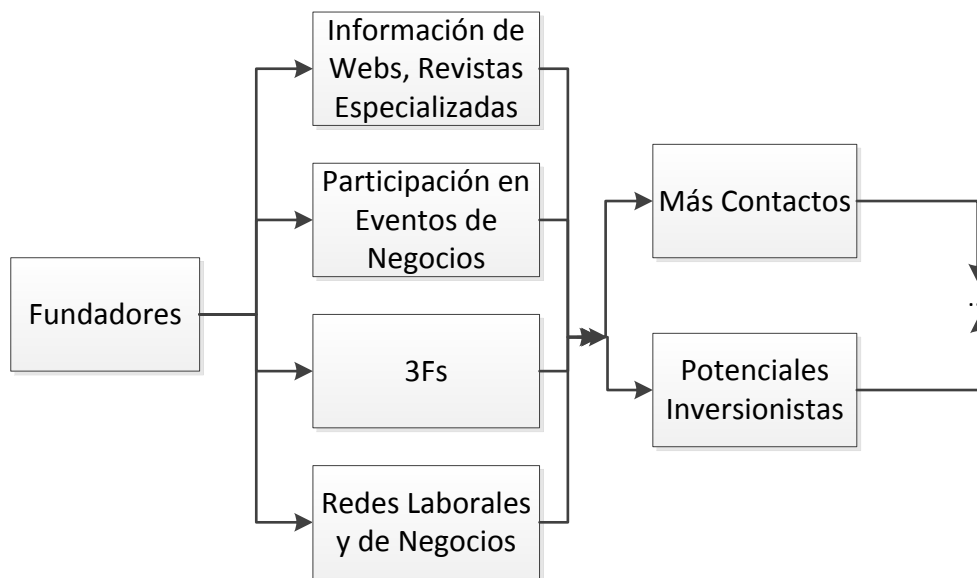 Información de
Webs, Revistas
Especializadas
Participación en
Eventos de
Negocios
Más Contactos
Fundadores
..
3Fs
Potenciales
Inversionistas
Redes Laborales
y de Negocios